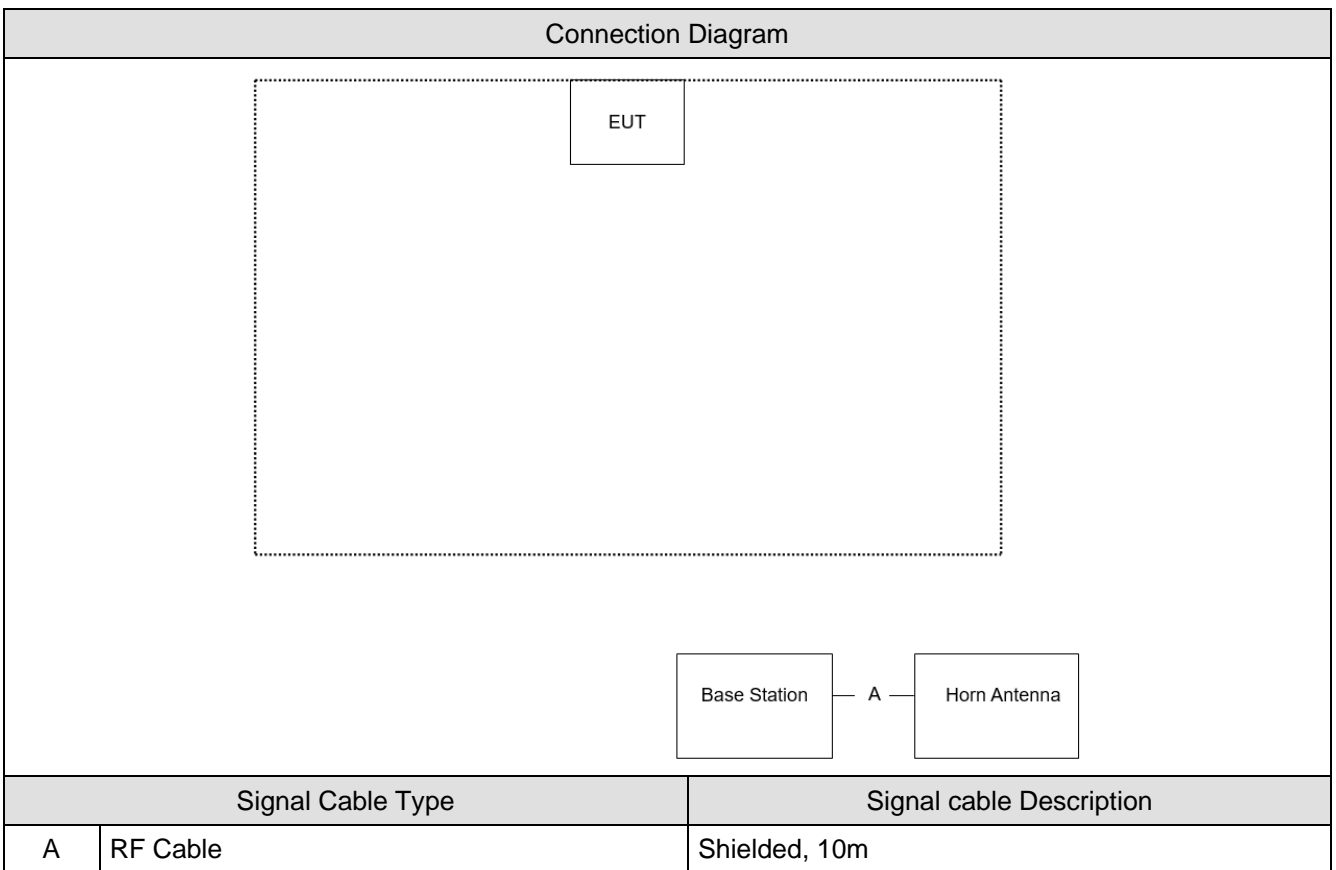 Connection Diagram
EUT
Base Station
A
Horn Antenna
Signal Cable Type
Signal cable Description
A
RF Cable
Shielded, 10m